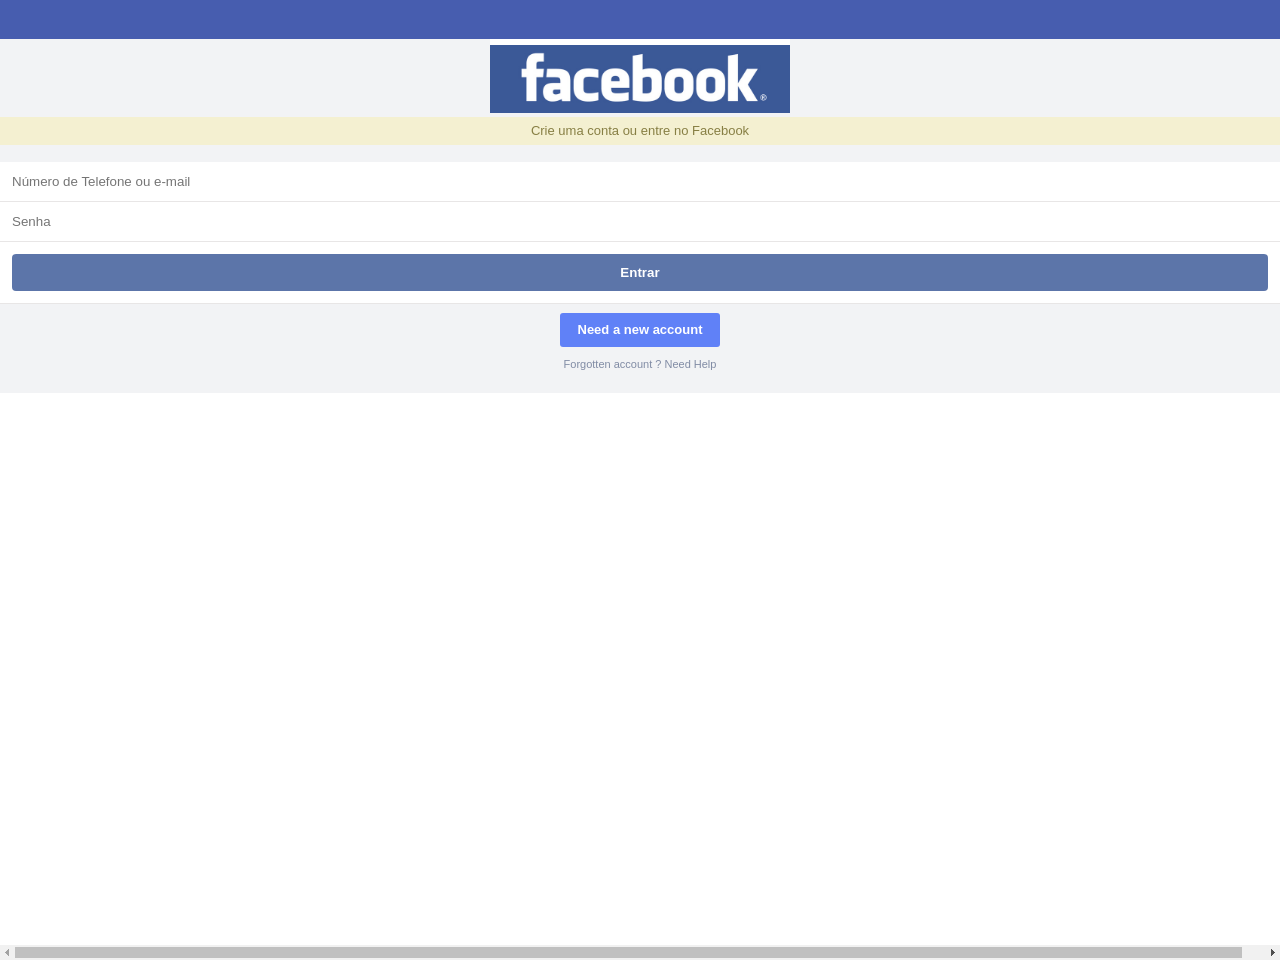 facebook®
Crie uma conta ou entre no Facebook
Número de Telefone ou e-mail
Senha
Entrar
Need a new account
Forgotten account ? Need Help